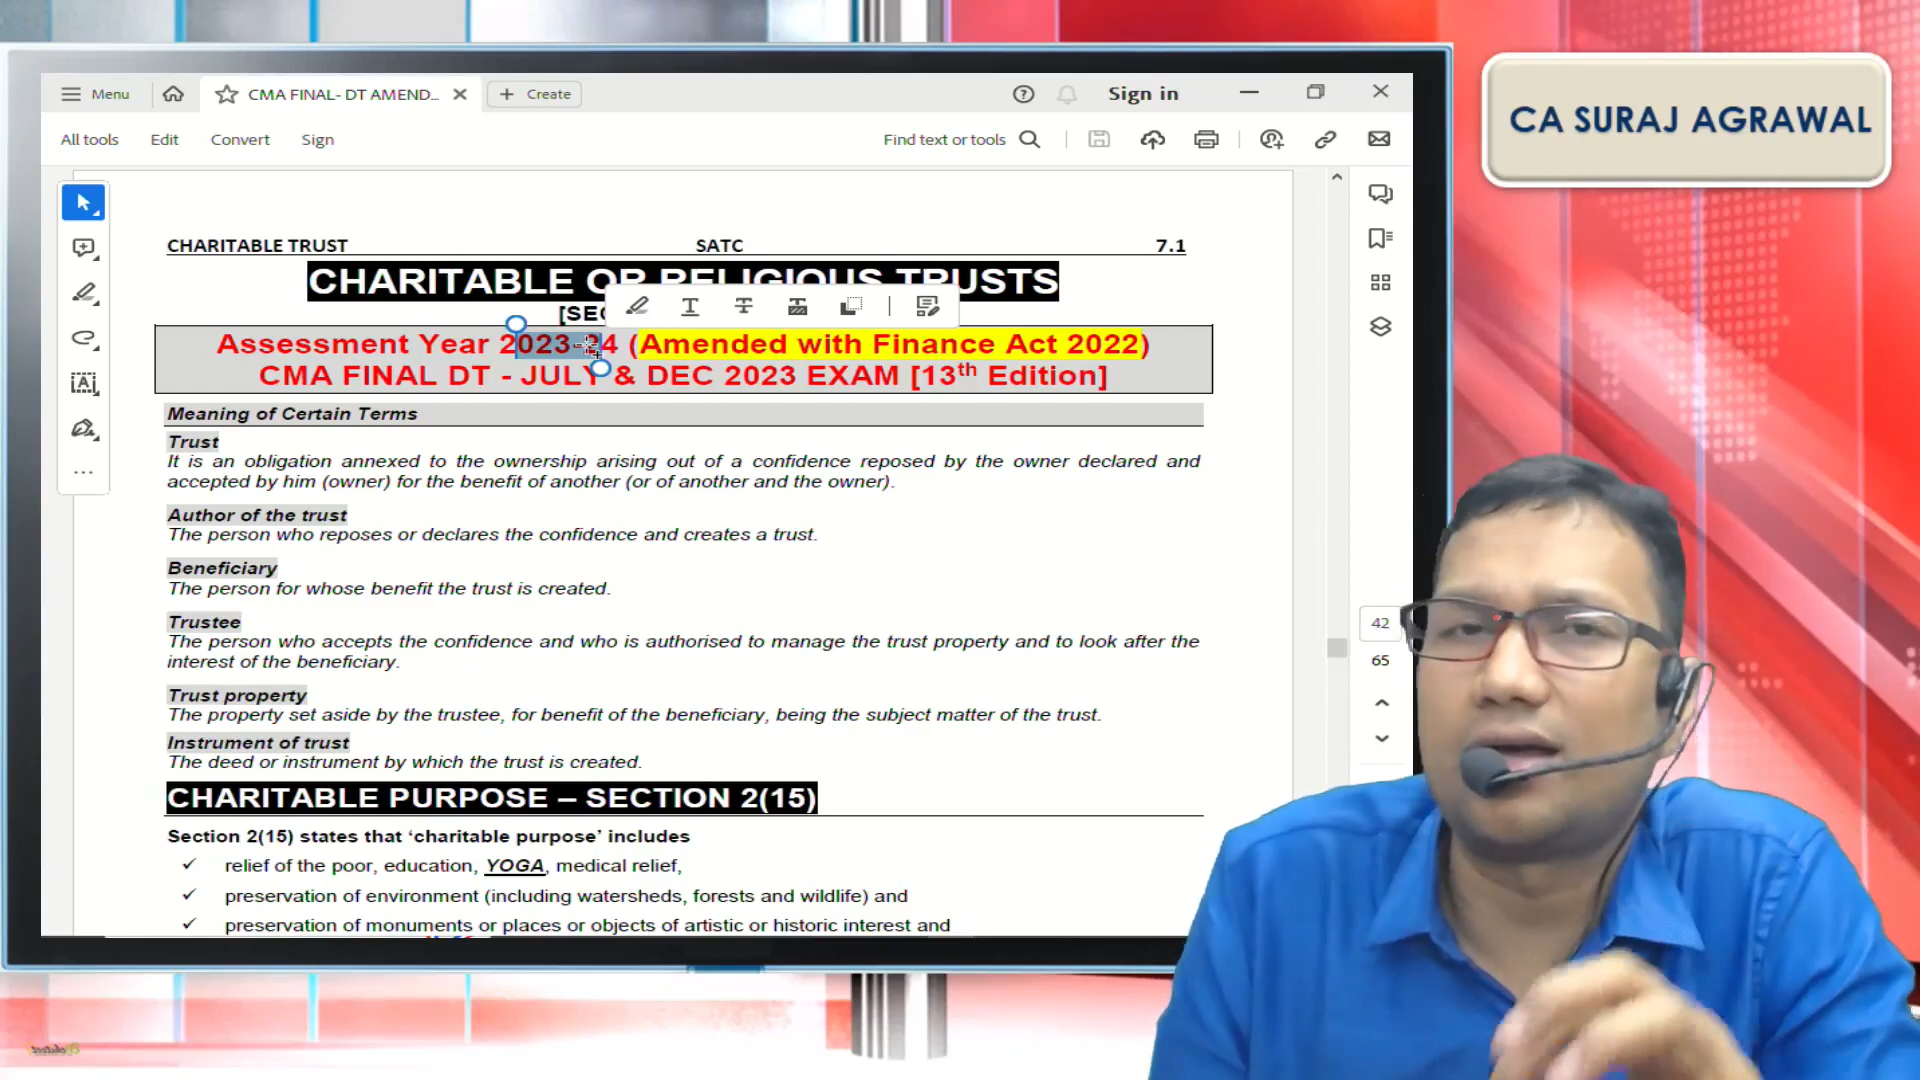 Menu
CMA FINAL- DT AMEND...
Create
Sign in
All tools
Edit
Convert
Sign
Find text or tools
CA SURAJ AGRAWAL
CHARITABLE TRUST SATC 7.1
CHARITABLE OR RELIGIOUS TRUSTS
[SEC
Assessment Year 2023-24 (Amended with Finance Act 2022)
CMA FINAL DT - JULY & DEC 2023 EXAM [13th Edition]
Meaning of Certain Terms
Trust
It is an obligation annexed to the ownership arising out of a confidence reposed by the owner declared and
accepted by him (owner) for the benefit of another (or of another and the owner).
Author of the trust
The person who reposes or declares the confidence and creates a trust.
Beneficiary
The person for whose benefit the trust is created.
Trustee
The person who accepts the confidence and who is authorised to manage the trust property and to look after the
interest of the beneficiary.
Trust property
The property set aside by the trustee, for benefit of the beneficiary, being the subject matter of the trust.
Instrument of trust
The deed or instrument by which the trust is created.
CHARITABLE PURPOSE – SECTION 2(15)
Section 2(15) states that ‘charitable purpose’ includes
✓ relief of the poor, education, YOGA, medical relief,
✓ preservation of environment (including watersheds, forests and wildlife) and
✓ preservation of monuments or places or objects of artistic or historic interest and
42
65